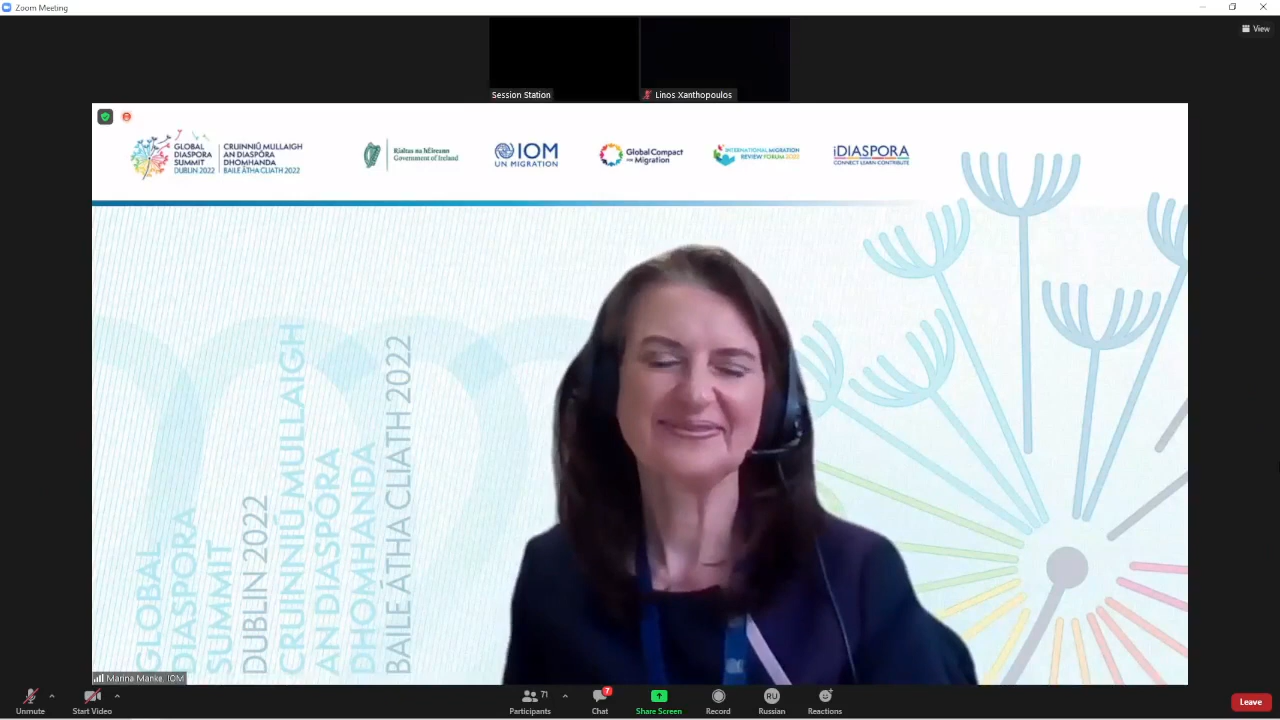 Zoom Meeting
View
Session Station
Linos Xanthopoulos
GLOBAL
DIASPORA
SUMMIT
DUBLIN 2022
CRUINNIÚ MULLAIGH
AN DIASPÓRA
DHOMHANDA
BAILE ÁTHA CLIATH 2022
Rialtas na hÉireann
Government of Ireland
IOM
UN MIGRATION
Global Compact
for Migration
INTERNATIONAL MIGRATION
REVIEW FORUM 2022
iDIASPORA
CONNECT·LEARN·CONTRIBUTE
GLOBAL
DIASPORA
SUMMIT
DUBLIN 2022
CRUINNIÚ MULLAIGH
AN DIASPÓRA
DHOMHANDA
BAILE ÁTHA CLIATH 2022
Marina Manke, IOM
Unmute
Start Video
Participants
71
Chat
7
Share Screen
Record
RU
Russian
Reactions
Leave